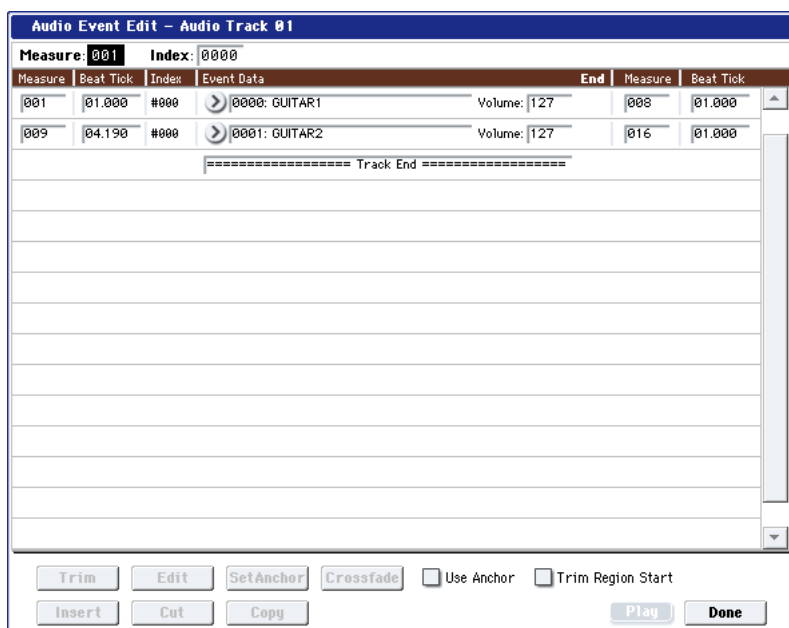 Audio Event Edit – Audio Track 01
Measure: 001 Index: 0000
Measure Beat Tick Index Event Data End Measure Beat Tick
001 01.000 #000 0000: GUITAR1 Volume: 127 008 01.000
009 04.190 #000 0001: GUITAR2 Volume: 127 016 01.000
================== Track End ==================
Trim Edit SetAnchor Crossfade Use Anchor Trim Region Start
Insert Cut Copy Play Done